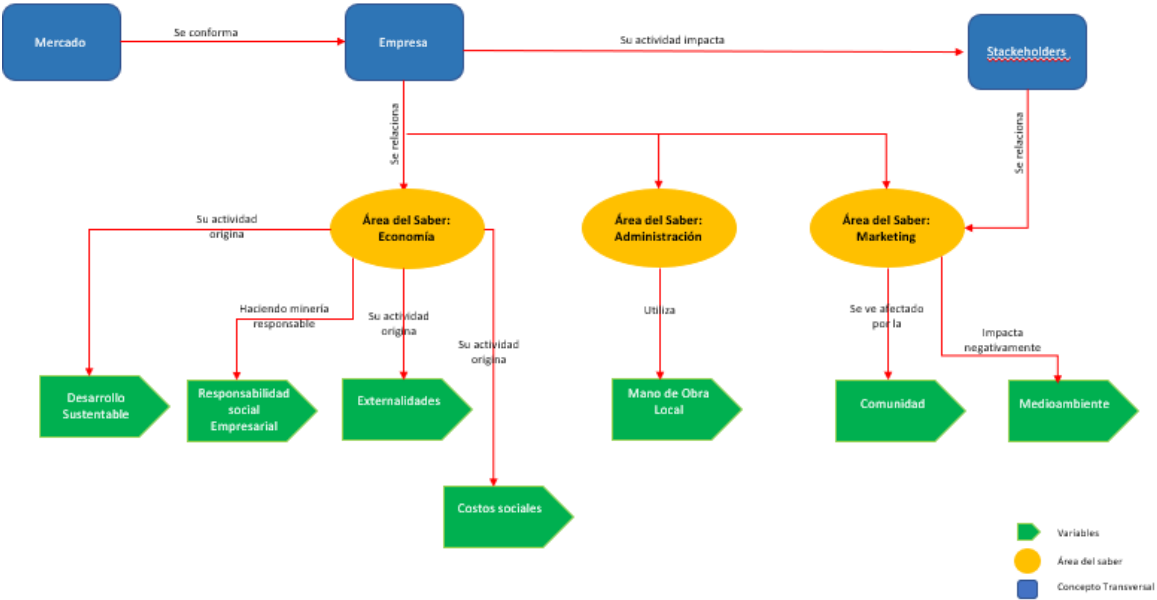 Mercado
Se conforma
Empresa
Su actividad impacta
Stackeholders
Se relaciona
Se relaciona
Área del Saber:
Economía
Área del Saber:
Administración
Área del Saber:
Marketing
Su actividad
origina
Haciendo minería
responsable
Su actividad
origina
Su actividad
origina
Utiliza
Se ve afectado
por la
Impacta
negativamente
Desarrollo
Sustentable
Responsabilidad
social
Empresarial
Externalidades
Mano de Obra
Local
Comunidad
Medioambiente
Costos sociales
Variables
Área del saber
Concepto Transversal